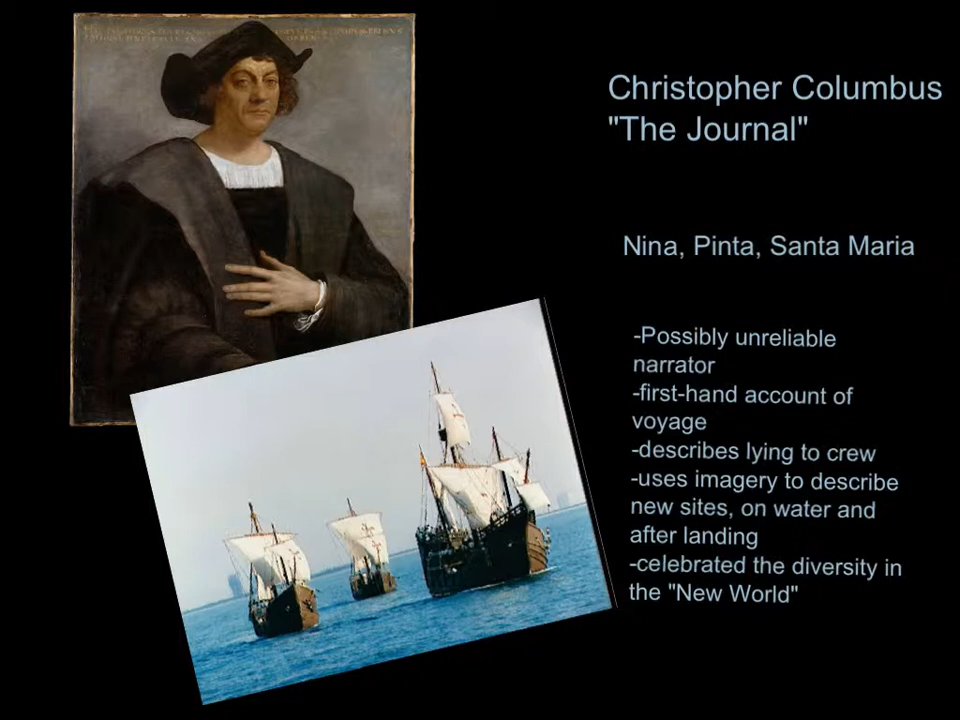 Christopher Columbus
"The Journal"
Nina, Pinta, Santa Maria
-Possibly unreliable
narrator
-first-hand account of
voyage
-describes lying to crew
-uses imagery to describe
new sites, on water and
after landing
-celebrated the diversity in
the "New World"